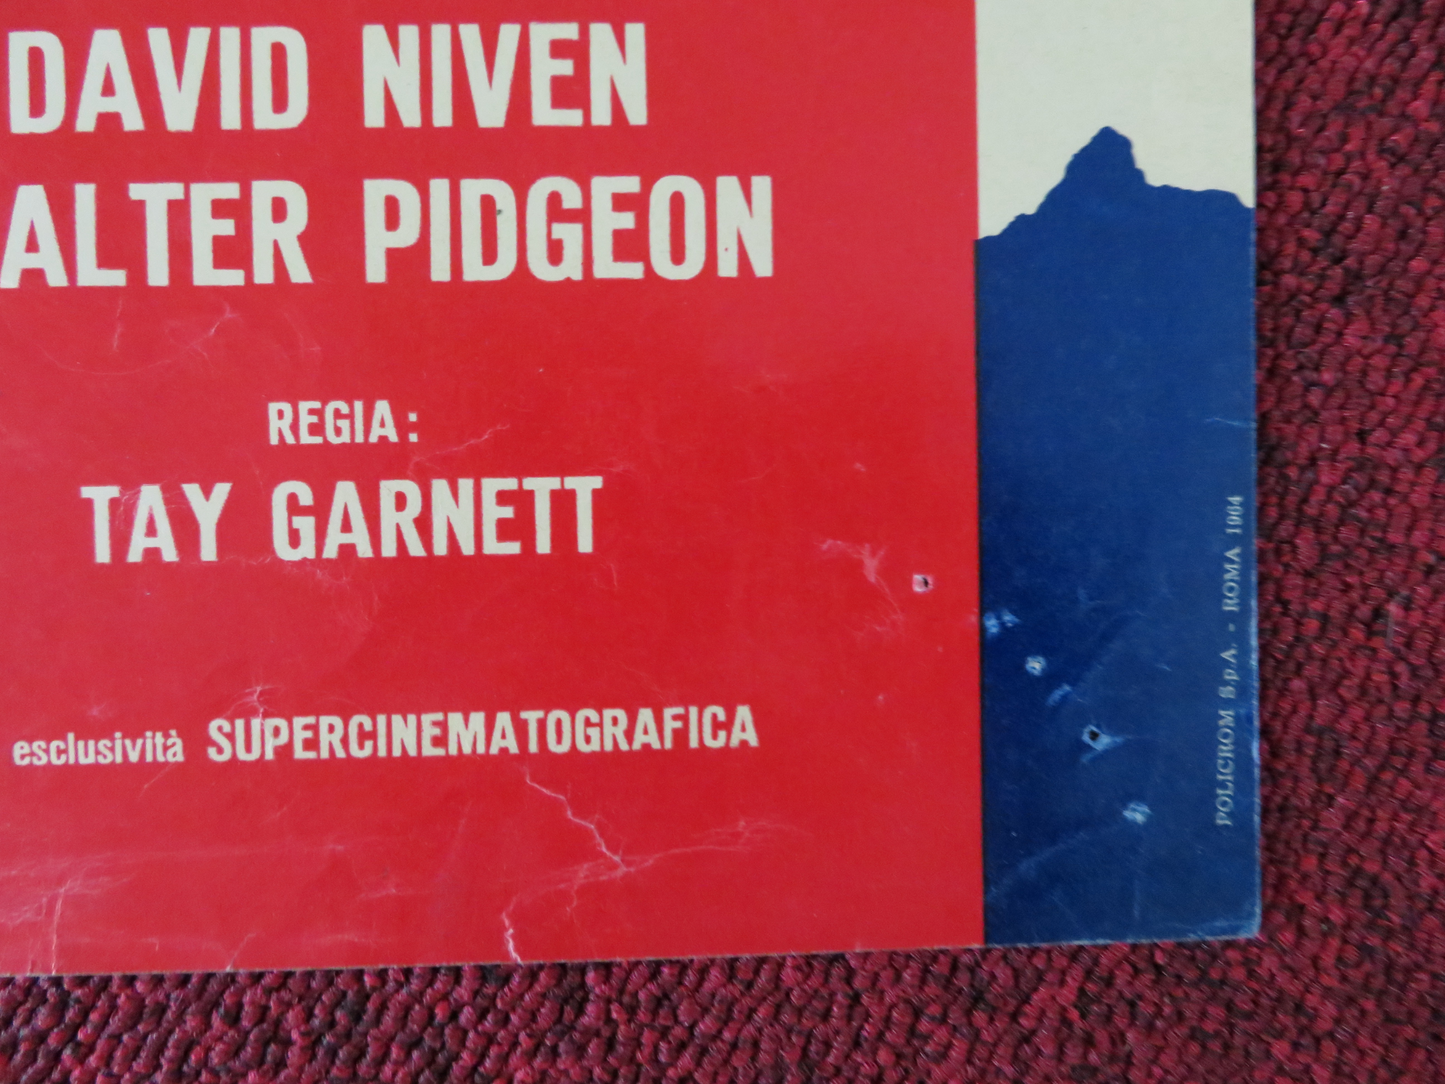 DAVID NIVEN
ALTER PIDGEON
REGIA:
TAY GARNETT
esclusività SUPERCINEMATOGRAFICA
POLICROM S.p.A. - ROMA 1964